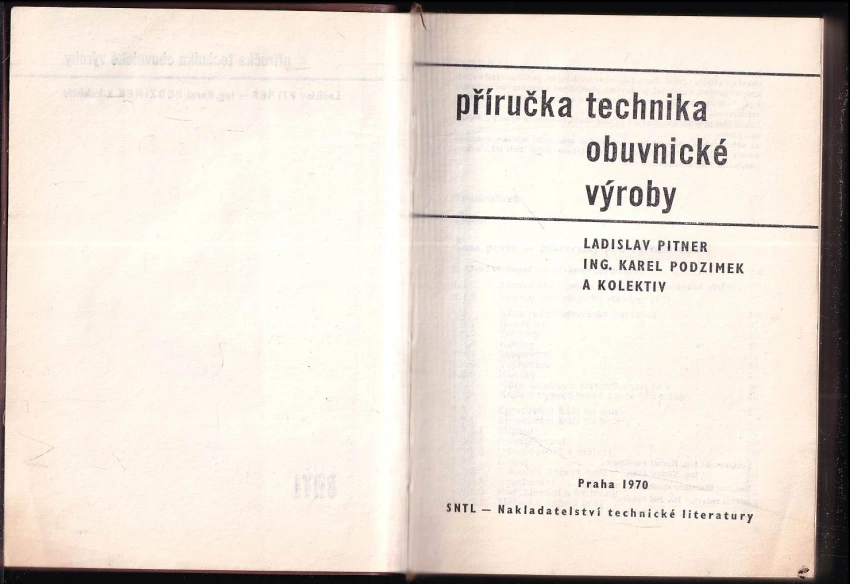 příručka technika
obuvnické
výroby
LADISLAV PITNER
ING. KAREL PODZIMEK
A KOLEKTIV
Praha 1970
SNTL — Nakladatelství technické literatury